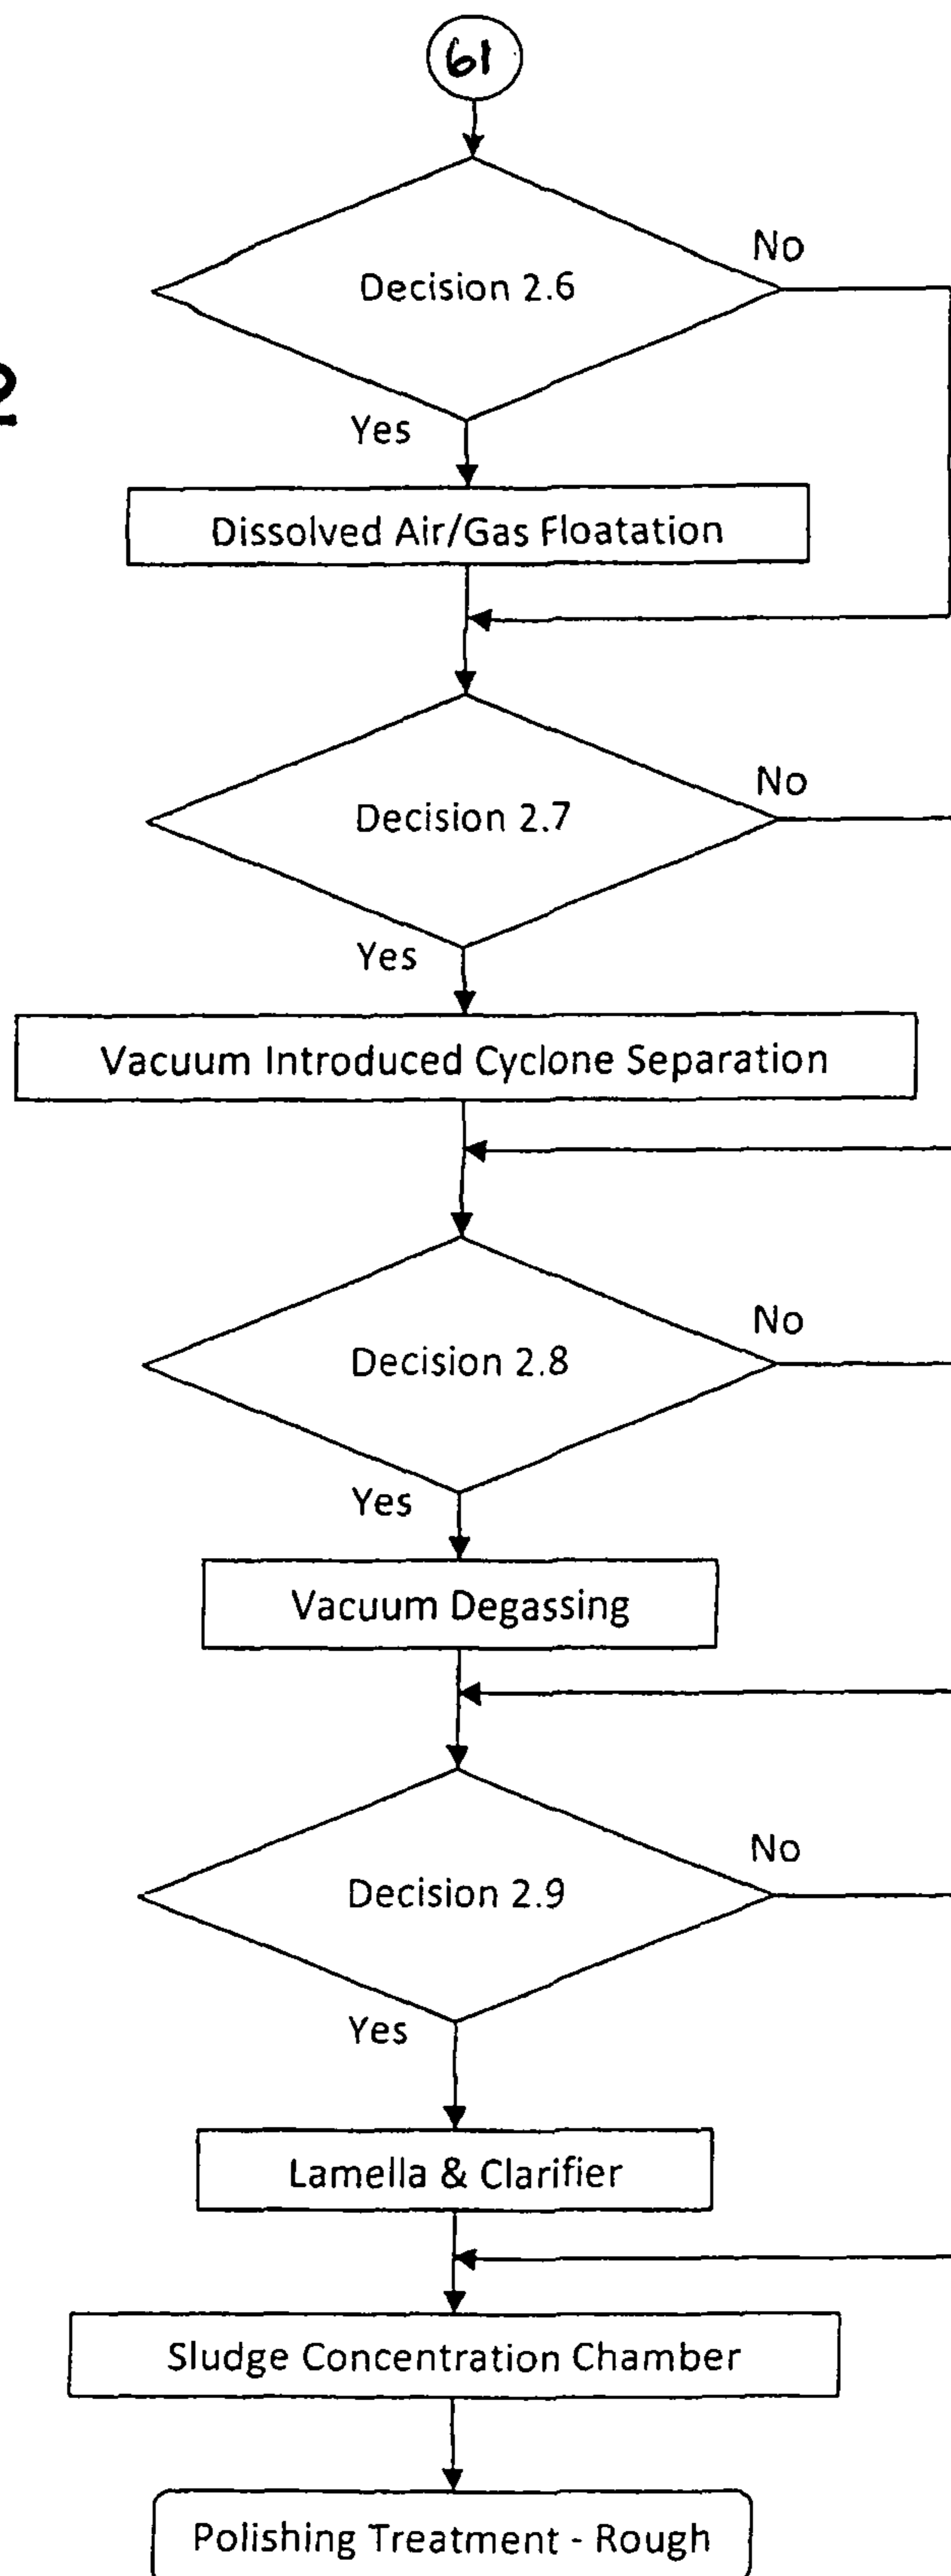 61
Decision 2.6
No
Yes
Dissolved Air/Gas Floatation
Decision 2.7
No
Yes
Vacuum Introduced Cyclone Separation
Decision 2.8
No
Yes
Vacuum Degassing
Decision 2.9
No
Yes
Lamella & Clarifier
Sludge Concentration Chamber
Polishing Treatment - Rough